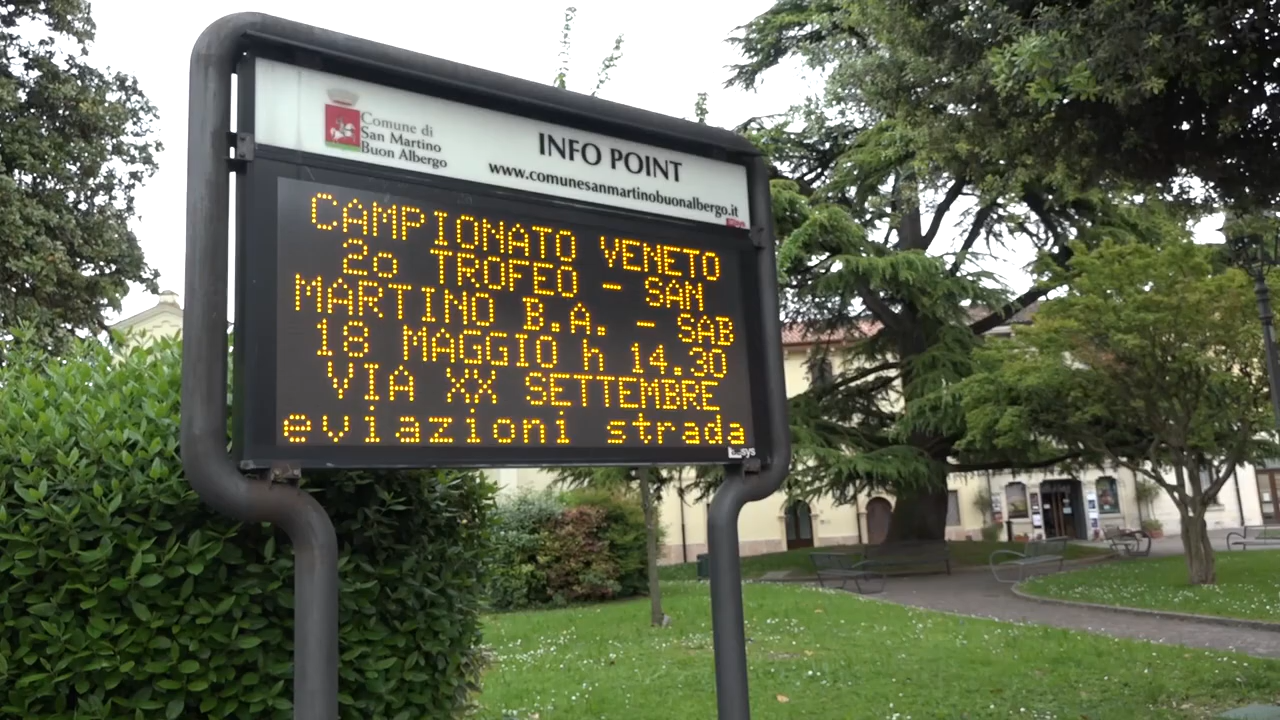 Comune di
San Martino
Buon Albergo
INFO POINT
www.comunesanmartinobuonalbergo.it
CAMPIONATO VENETO
2o TROFEO - SAN
MARTINO B.A. - SAB
18 MAGGIO h 14.30
VIA XX SETTEMBRE
eviazioni strada